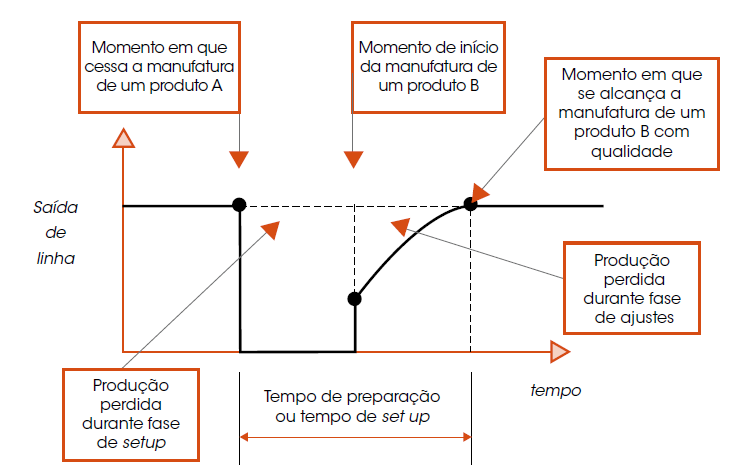 Momento em que
cessa a manufatura
de um produto A
Momento de início
da manufatura de
um produto B
Momento em que
se alcança a
manufatura de um
produto B com
qualidade
Saída
de
linha
Produção
perdida
durante fase
de ajustes
Produção
perdida
durante fase
de setup
Tempo de preparação
ou tempo de set up
tempo